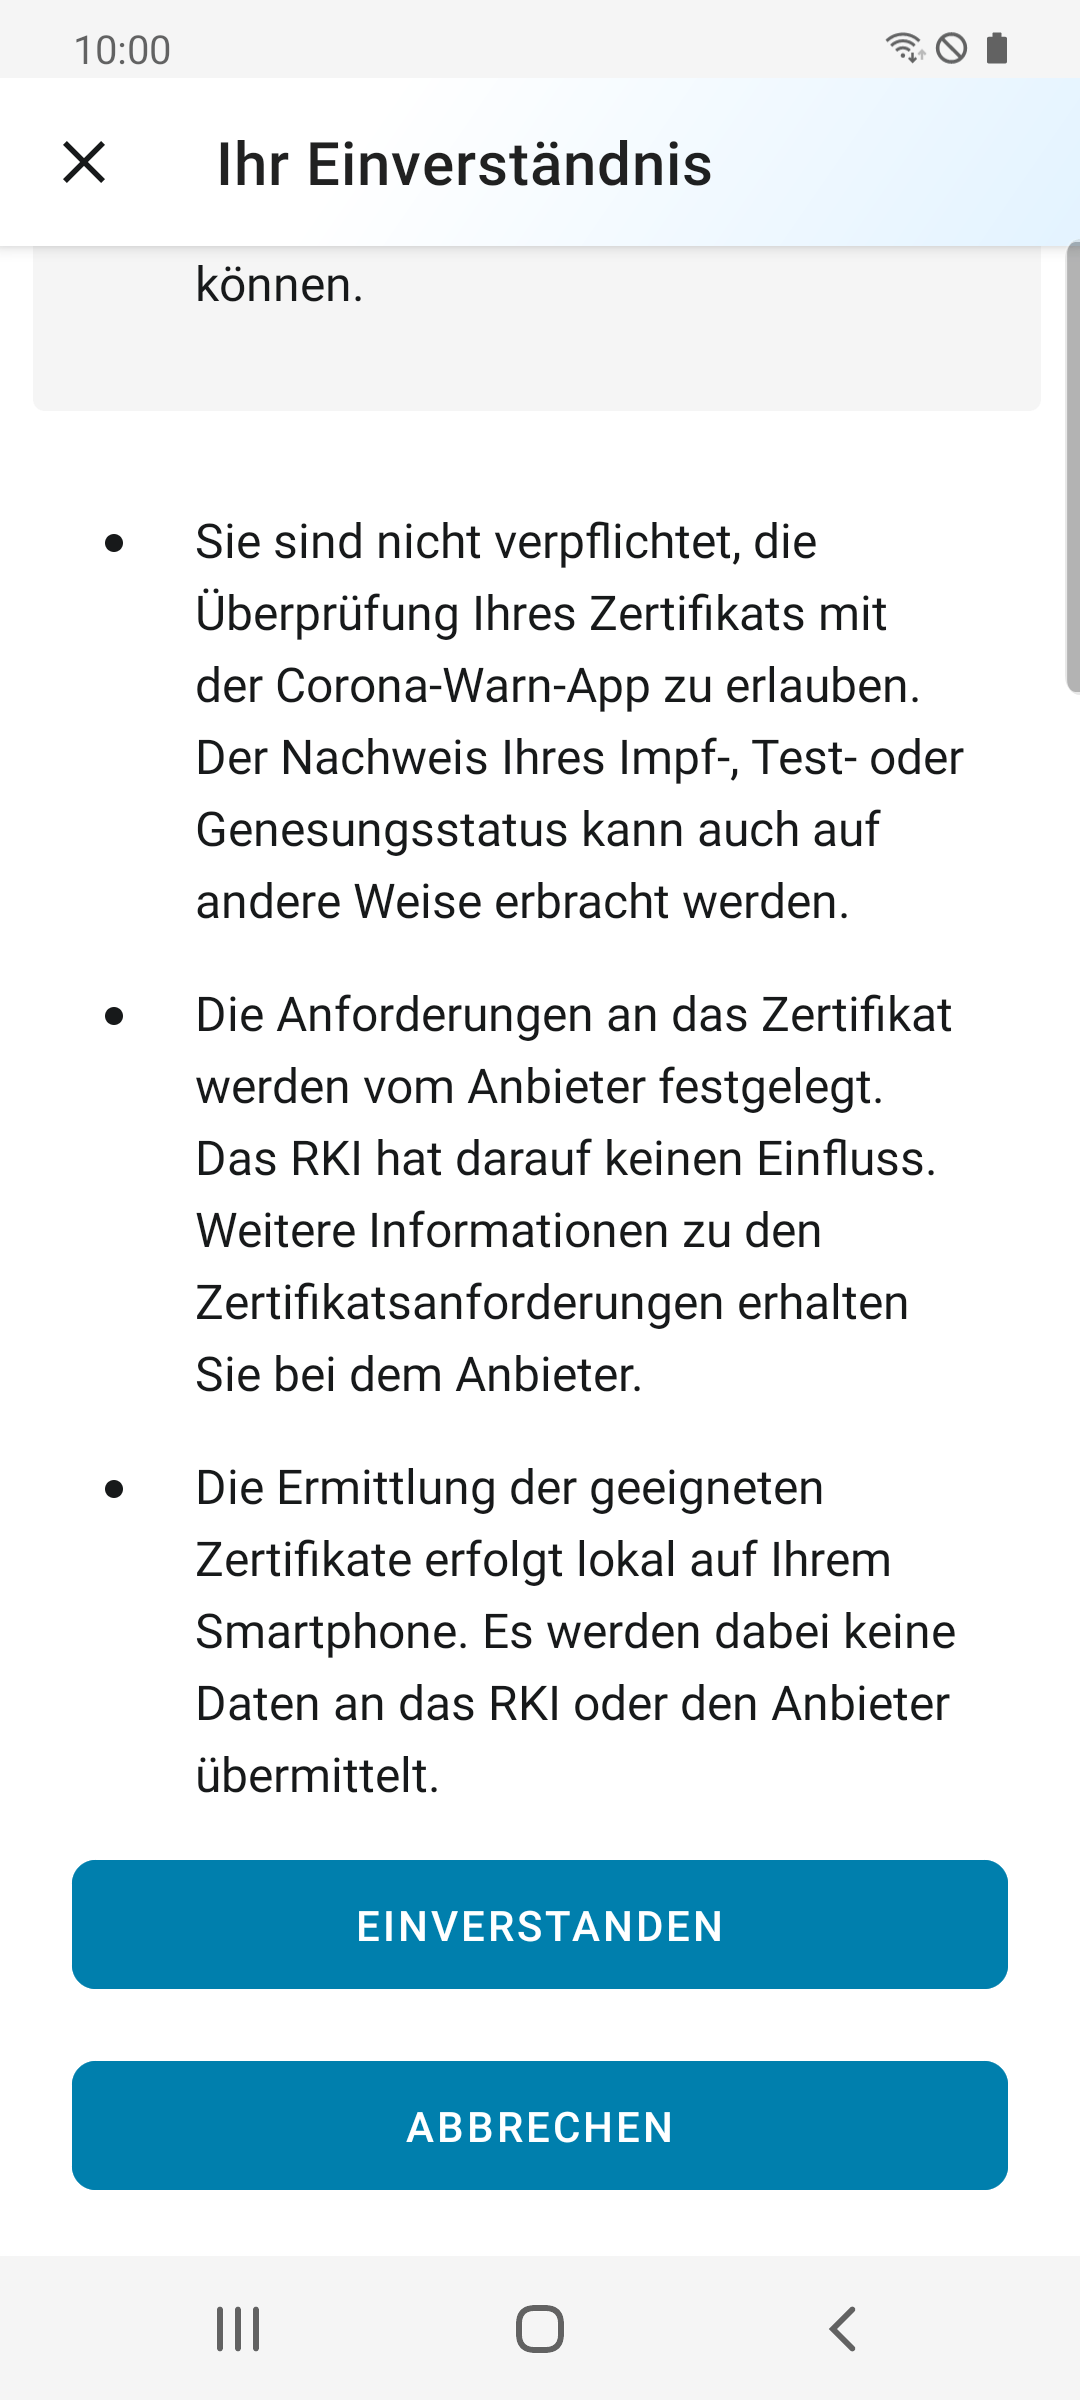 10:00
Ihr Einverständnis
können.
Sie sind nicht verpflichtet, die
Überprüfung Ihres Zertifikats mit
der Corona-Warn-App zu erlauben.
Der Nachweis Ihres Impf-, Test- oder
Genesungsstatus kann auch auf
andere Weise erbracht werden.
Die Anforderungen an das Zertifikat
werden vom Anbieter festgelegt.
Das RKI hat darauf keinen Einfluss.
Weitere Informationen zu den
Zertifikatsanforderungen erhalten
Sie bei dem Anbieter.
Die Ermittlung der geeigneten
Zertifikate erfolgt lokal auf Ihrem
Smartphone. Es werden dabei keine
Daten an das RKI oder den Anbieter
übermittelt.
EINVERSTANDEN
ABBRECHEN